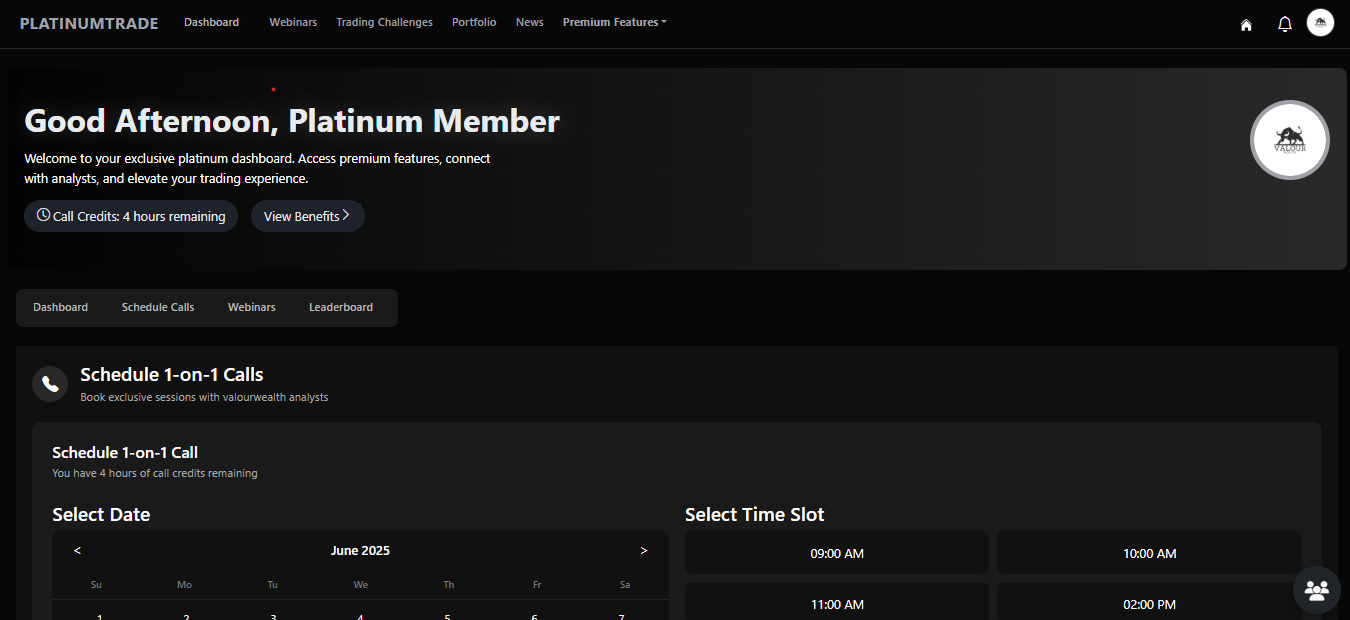 PLATINUMTRADE Dashboard Webinars Trading Challenges Portfolio News Premium Features
Good Afternoon, Platinum Member
VALOUR
Welcome to your exclusive platinum dashboard. Access premium features, connect
with analysts, and elevate your trading experience.
Call Credits: 4 hours remaining View Benefits
Dashboard Schedule Calls Webinars Leaderboard
Schedule 1-on-1 Calls
Book exclusive sessions with valourwealth analysts
Schedule 1-on-1 Call
You have 4 hours of call credits remaining
Select Date
< June 2025 >
Su Mo Tu We Th Fr Sa
1 2 3 4 5 6 7
Select Time Slot
09:00 AM 10:00 AM
11:00 AM 02:00 PM